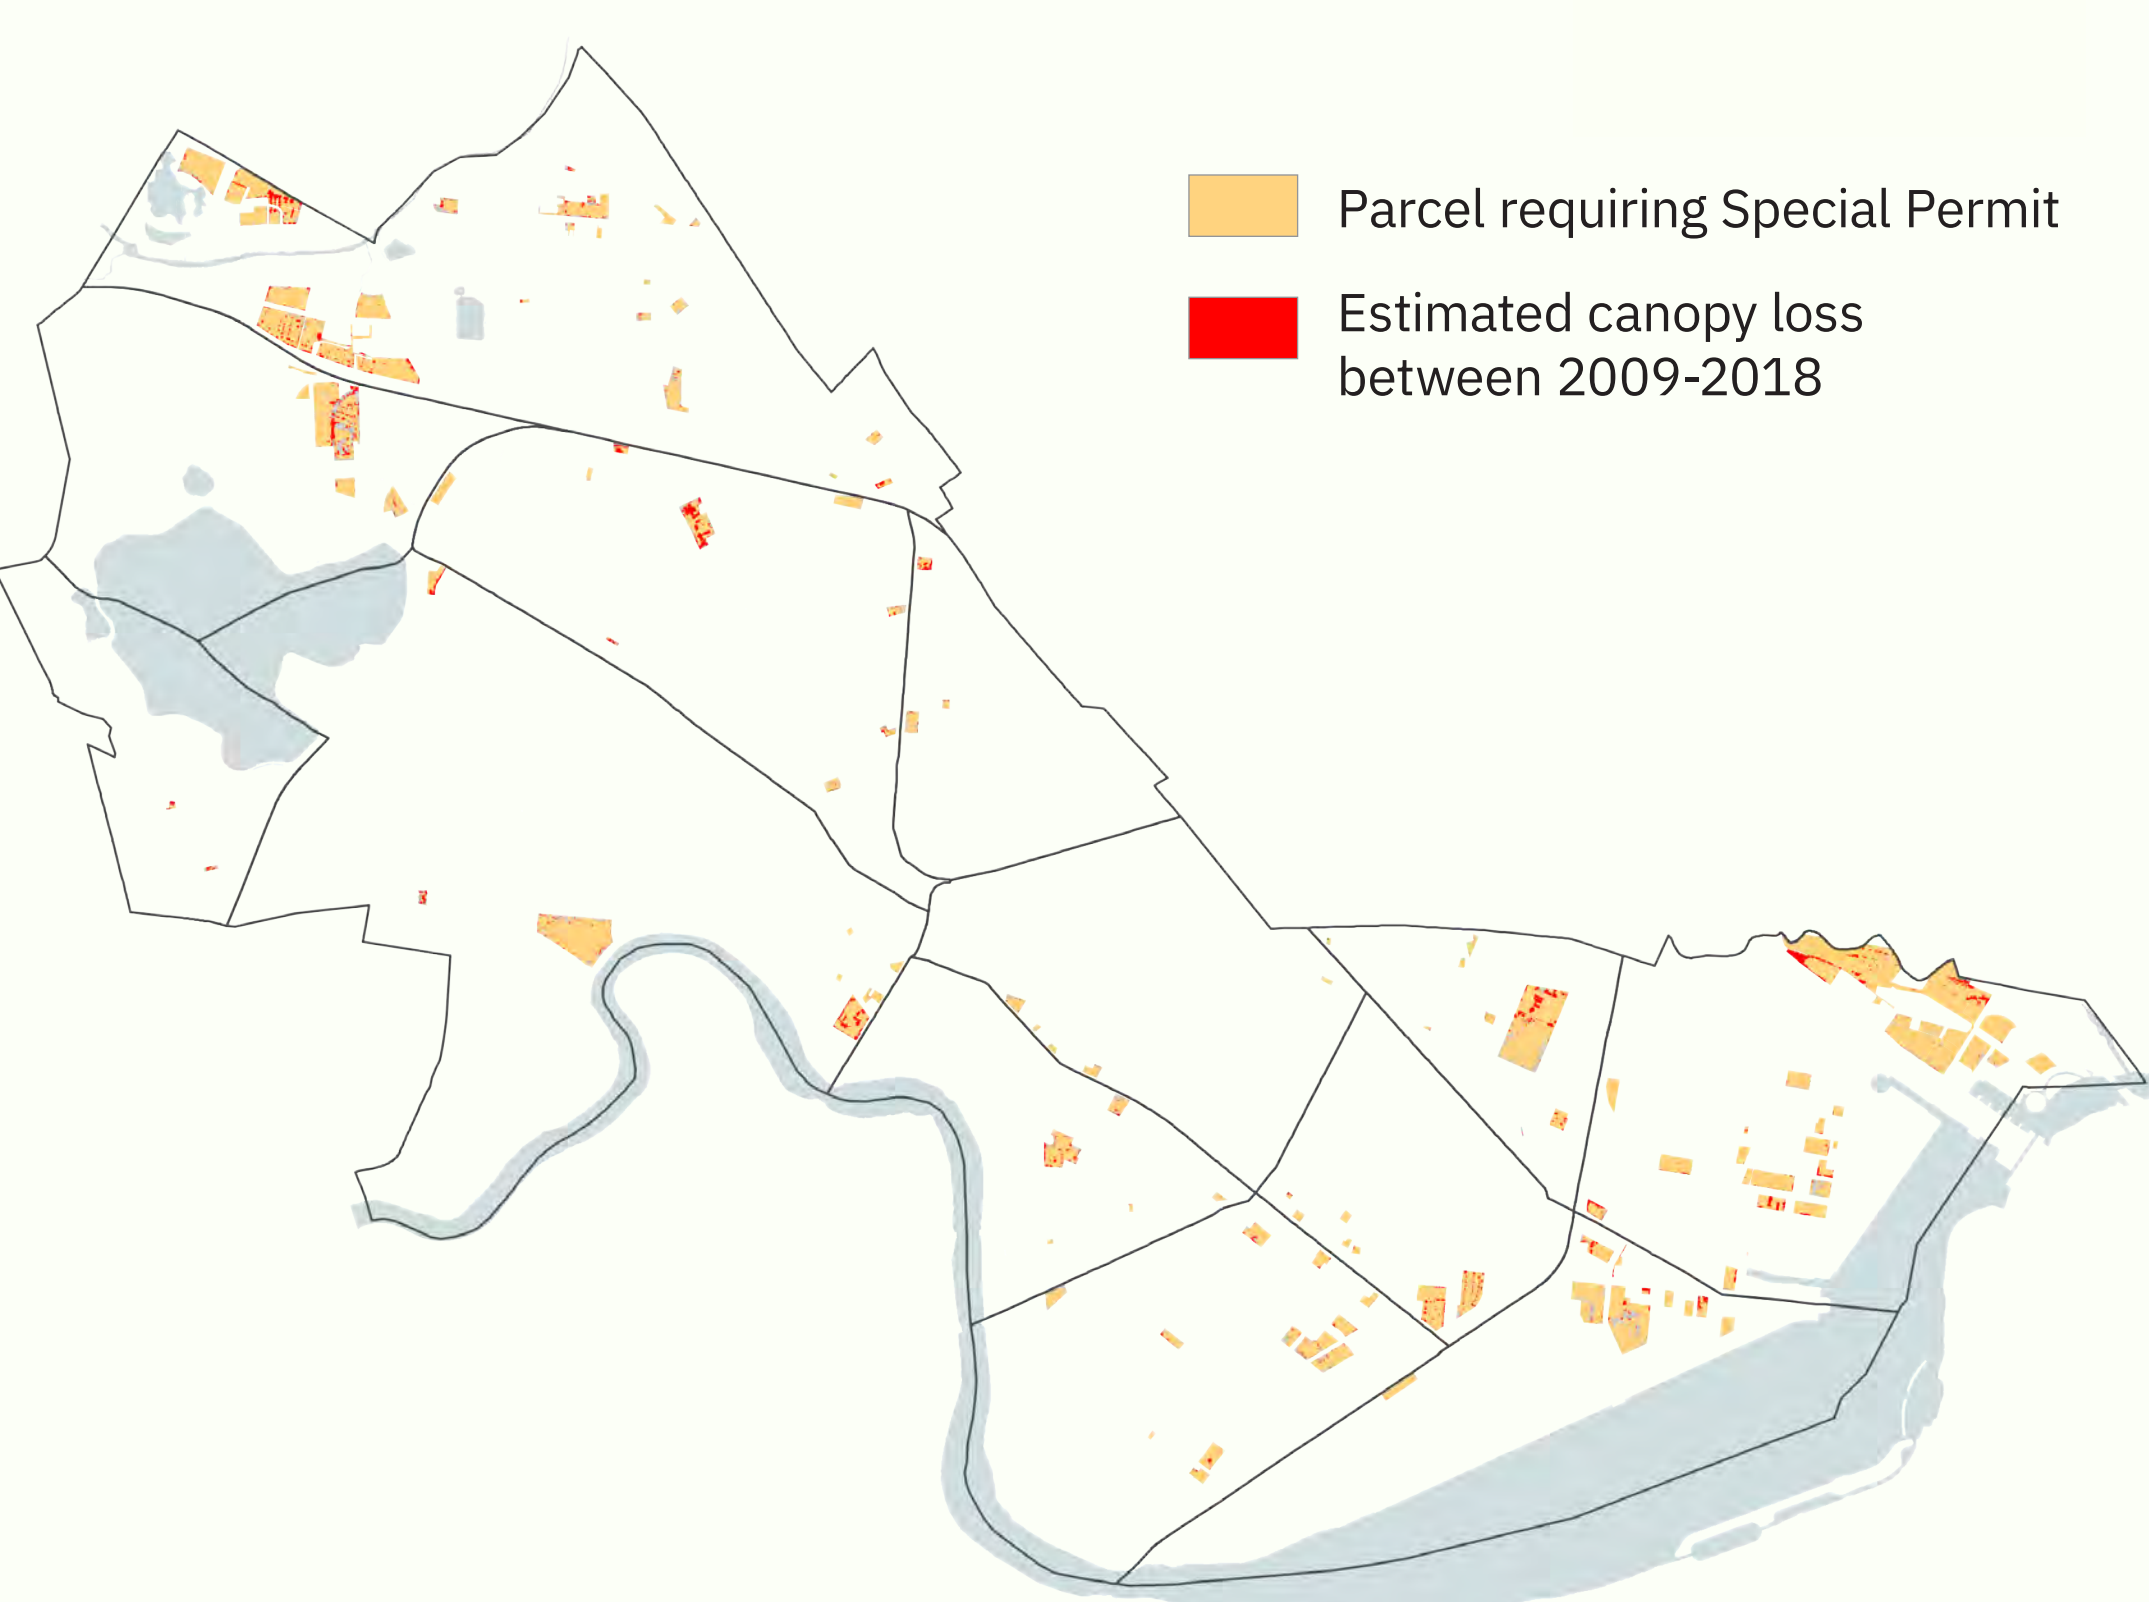 Parcel requiring Special Permit
Estimated canopy loss
between 2009-2018